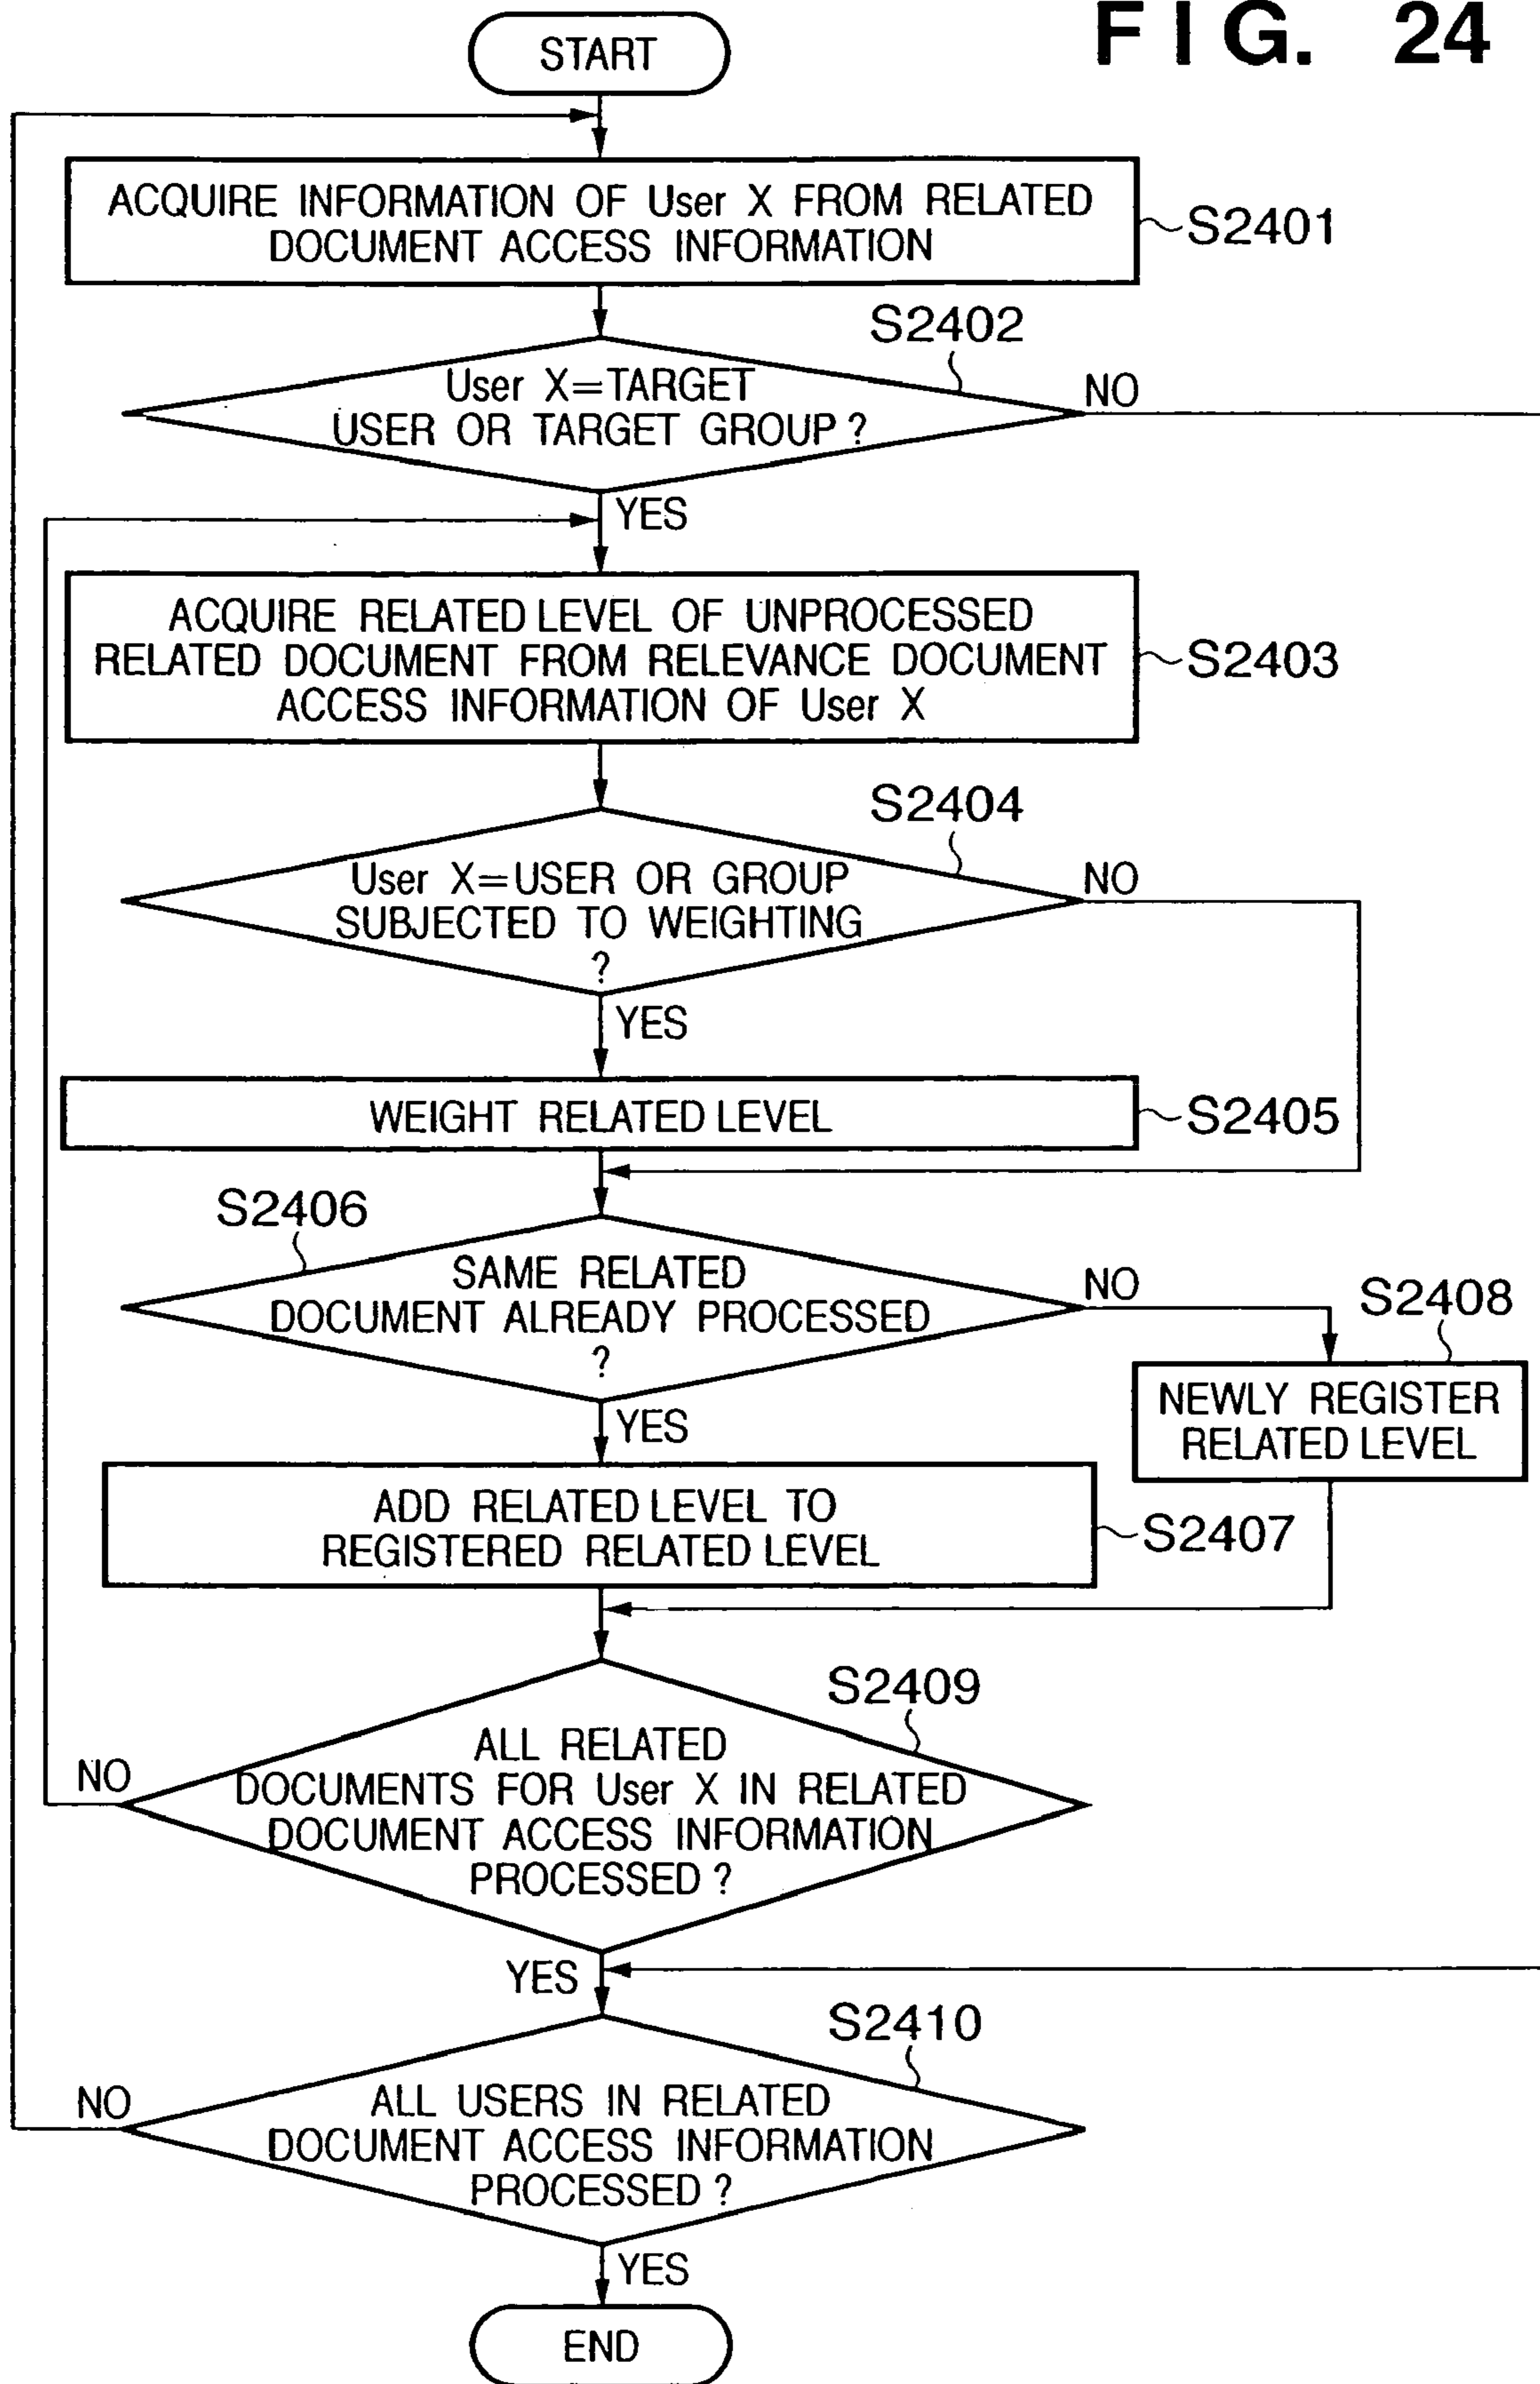 FIG. 24
START
ACQUIRE INFORMATION OF User X FROM RELATED
DOCUMENT ACCESS INFORMATION
S2401
S2402
User X=TARGET
USER OR TARGET GROUP ?
NO
YES
ACQUIRE RELATED LEVEL OF UNPROCESSED
RELATED DOCUMENT FROM RELEVANCE DOCUMENT
ACCESS INFORMATION OF User X
S2403
S2404
User X=USER OR GROUP
SUBJECTED TO WEIGHTING
?
NO
YES
WEIGHT RELATED LEVEL
S2405
S2406
SAME RELATED
DOCUMENT ALREADY PROCESSED
?
NO
S2408
NEWLY REGISTER
RELATED LEVEL
YES
ADD RELATED LEVEL TO
REGISTERED RELATED LEVEL
S2407
S2409
ALL RELATED
DOCUMENTS FOR User X IN RELATED
DOCUMENT ACCESS INFORMATION
PROCESSED ?
NO
YES
S2410
ALL USERS IN RELATED
DOCUMENT ACCESS INFORMATION
PROCESSED ?
NO
YES
END